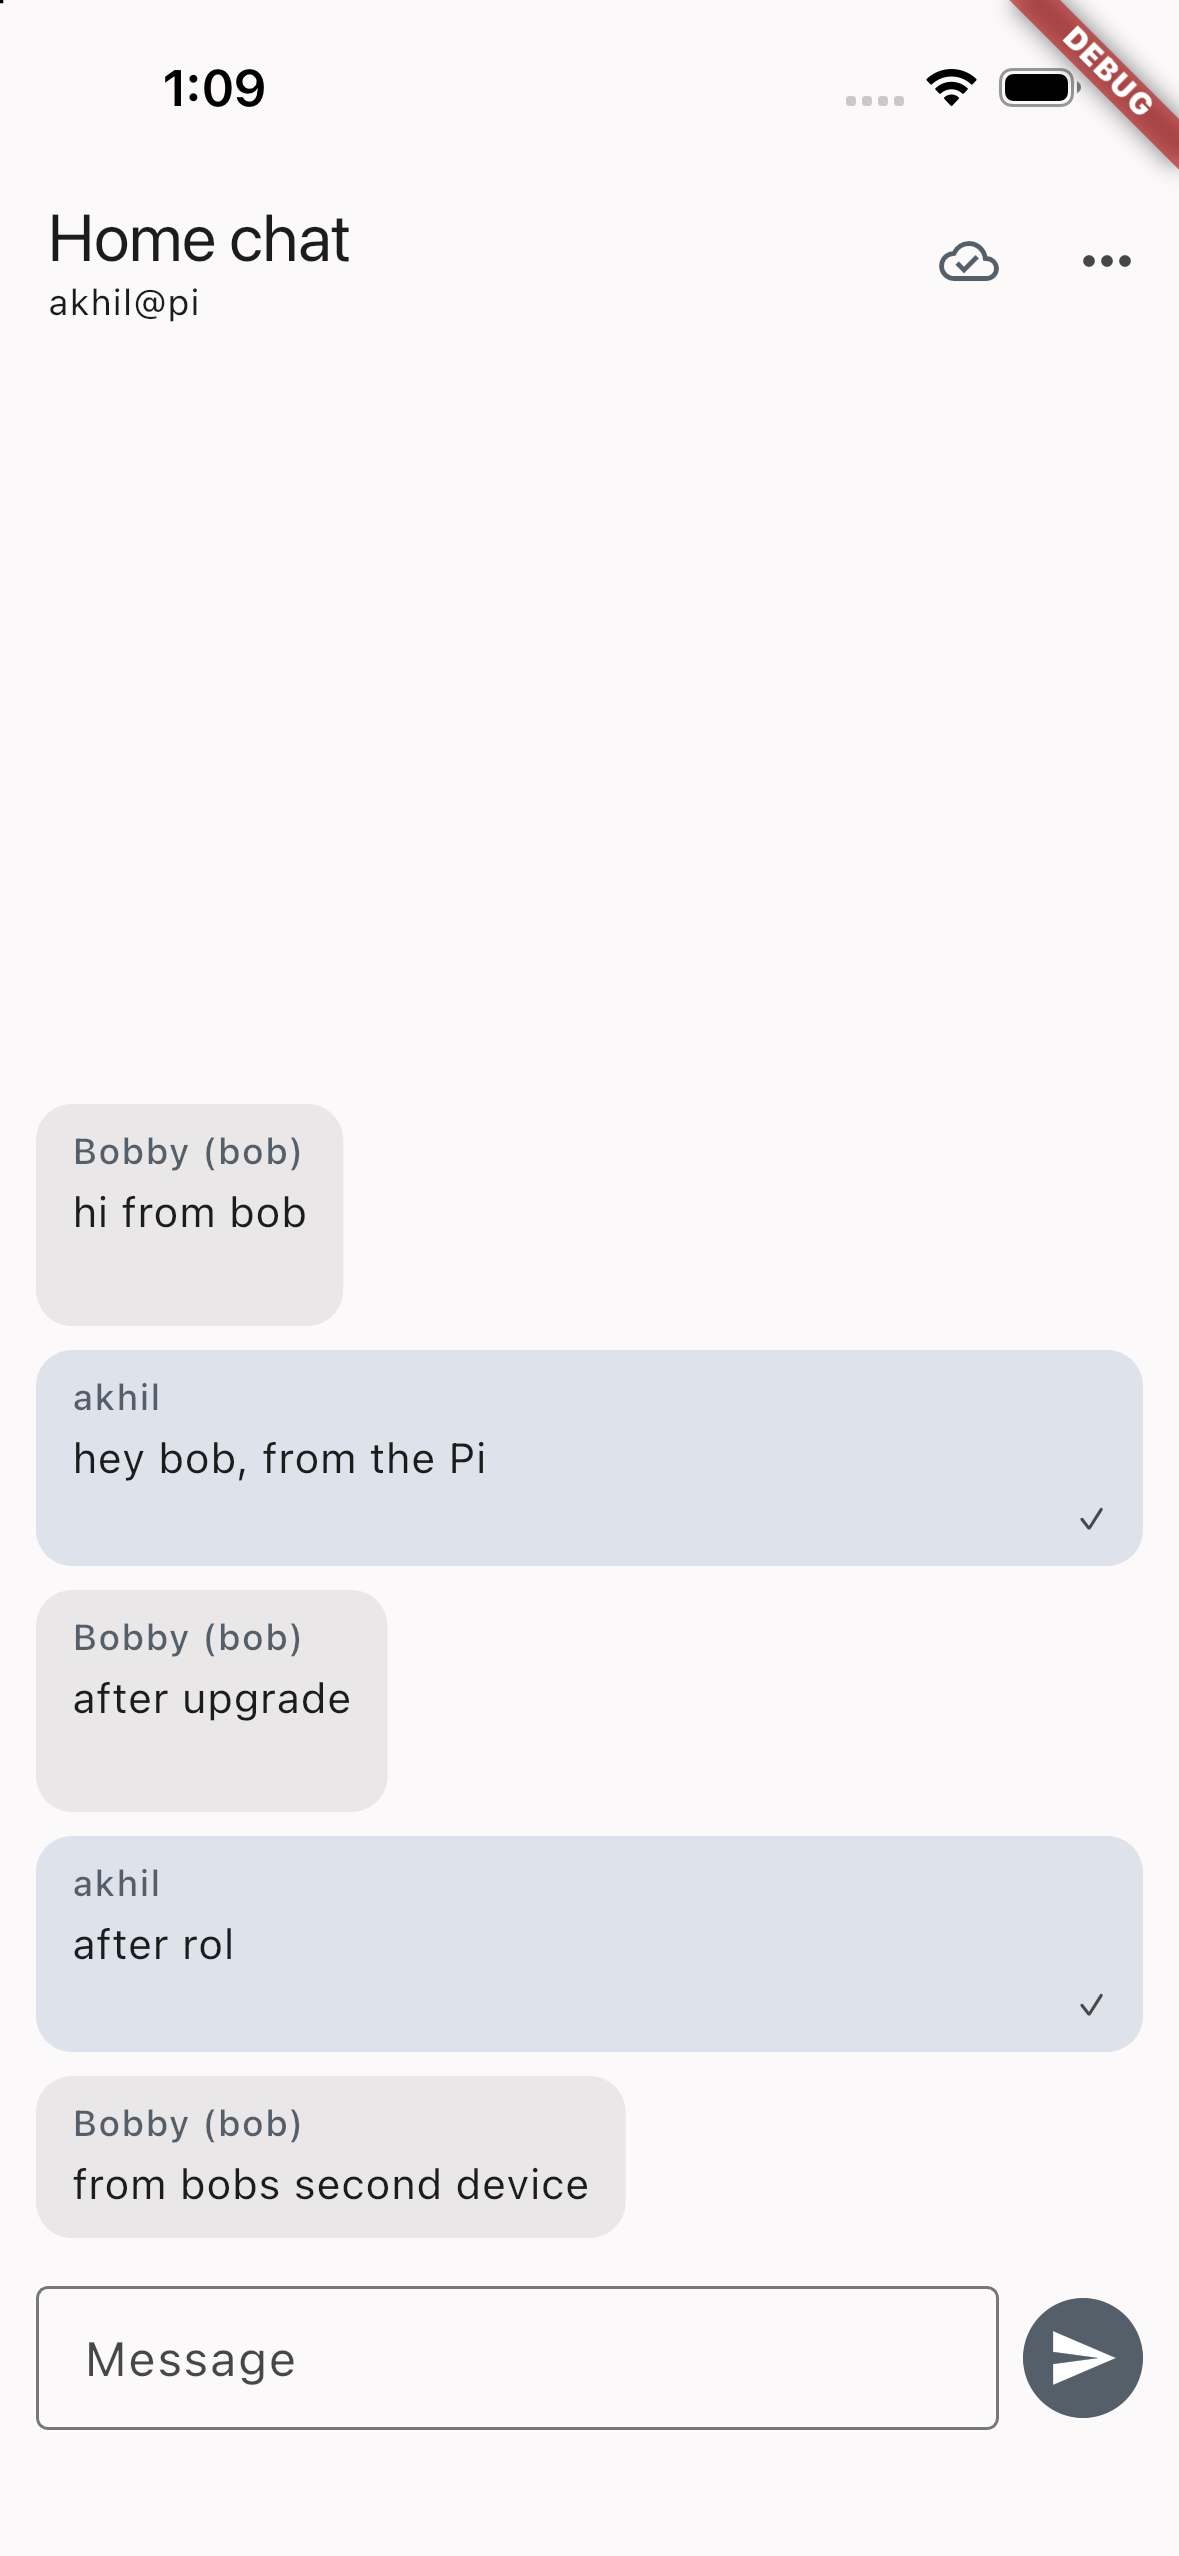 1:09
DEBUG
Home chat
akhil@pi
Bobby (bob)
hi from bob
akhil
hey bob, from the Pi
✓
Bobby (bob)
after upgrade
akhil
after rol
✓
Bobby (bob)
from bobs second device
Message